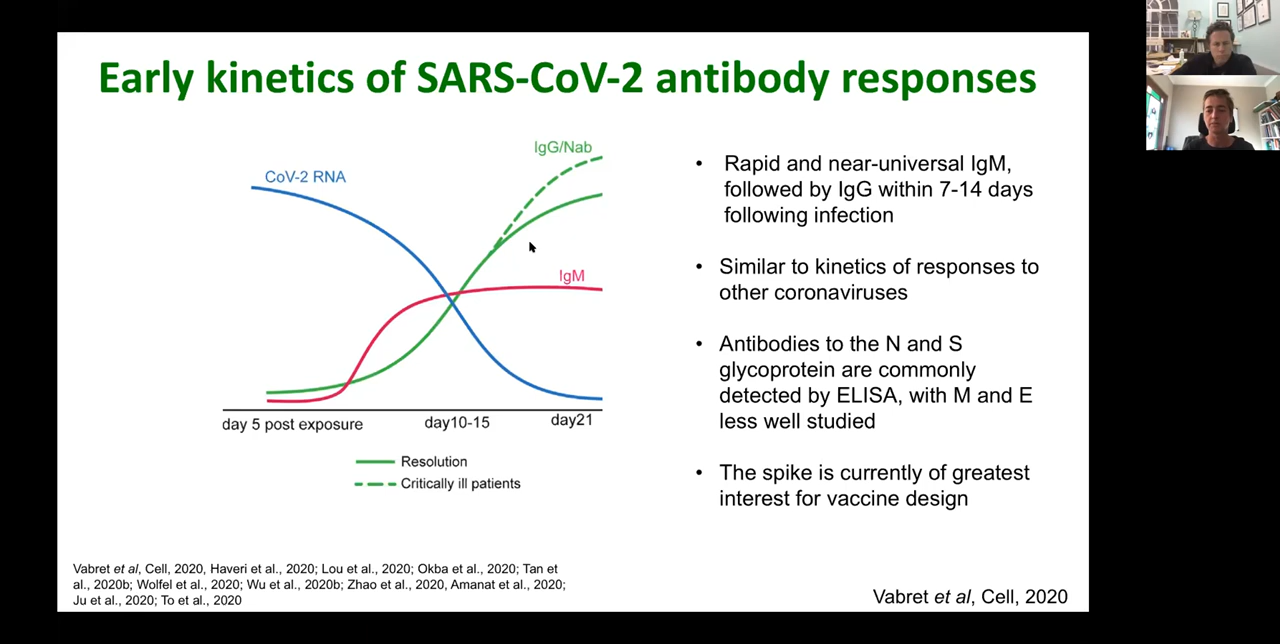 Early kinetics of SARS-CoV-2 antibody responses
IgG/Nab
CoV-2 RNA
IgM
day 5 post exposure
day10-15
day21
Resolution
Critically ill patients
• Rapid and near-universal IgM,
followed by IgG within 7-14 days
following infection
• Similar to kinetics of responses to
other coronaviruses
• Antibodies to the N and S
glycoprotein are commonly
detected by ELISA, with M and E
less well studied
• The spike is currently of greatest
interest for vaccine design
Vabret et al, Cell, 2020, Haveri et al., 2020; Lou et al., 2020; Okba et al., 2020; Tan et
al., 2020b; Wolfel et al., 2020; Wu et al., 2020b; Zhao et al., 2020, Amanat et al., 2020;
Ju et al., 2020; To et al., 2020
Vabret et al, Cell, 2020